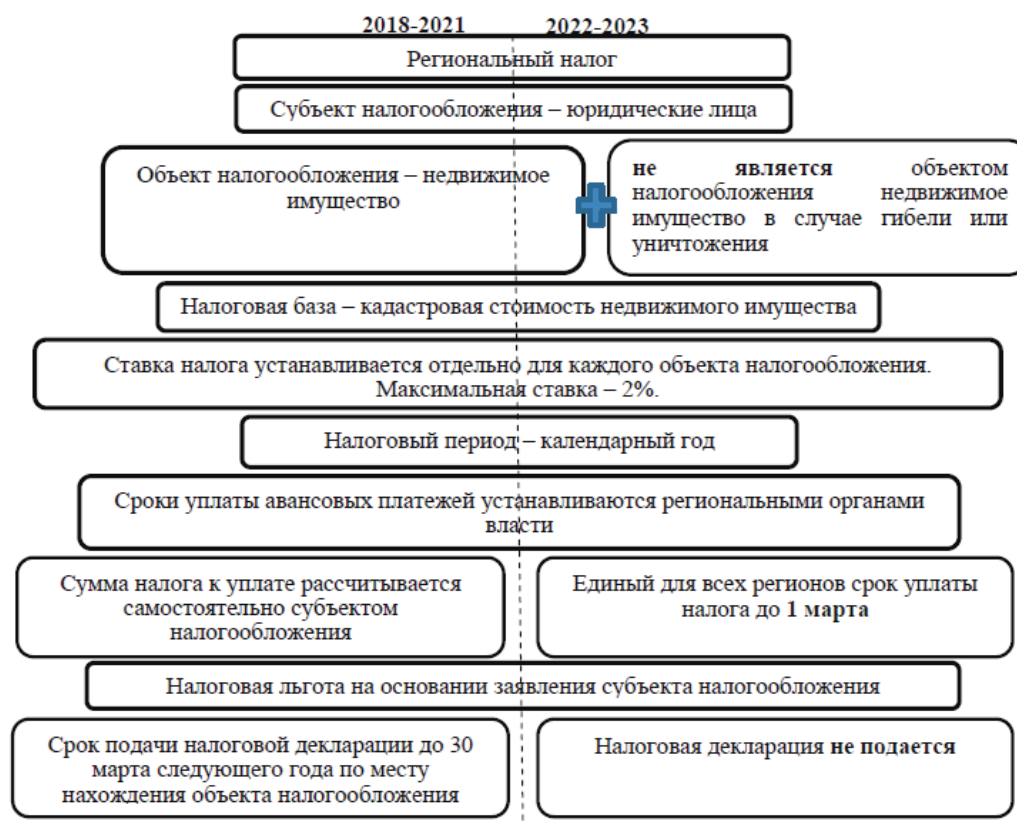 2018-2021
2022-2023
Региональный налог
Субъект налогообложения – юридические лица
Объект налогообложения – недвижимое
имущество
не является объектом
налогообложения недвижимое
имущество в случае гибели или
уничтожения
Налоговая база – кадастровая стоимость недвижимого имущества
Ставка налога устанавливается отдельно для каждого объекта налогообложения.
Максимальная ставка – 2%.
Налоговый период – календарный год
Сроки уплаты авансовых платежей устанавливаются региональными органами
власти
Сумма налога к уплате рассчитывается
самостоятельно субъектом
налогообложения
Единый для всех регионов срок уплаты
налога до 1 марта
Налоговая льгота на основании заявления субъекта налогообложения
Срок подачи налоговой декларации до 30
марта следующего года по месту
нахождения объекта налогообложения
Налоговая декларация не подается